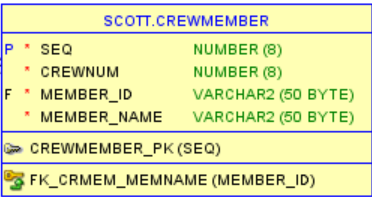 SCOTT.CREWMEMBER
P * SEQ NUMBER (8)
* CREWNUM NUMBER (8)
F * MEMBER_ID VARCHAR2 (50 BYTE)
* MEMBER_NAME VARCHAR2 (50 BYTE)
CREWMEMBER_PK (SEQ)
FK_CRMEM_MEMNAME (MEMBER_ID)